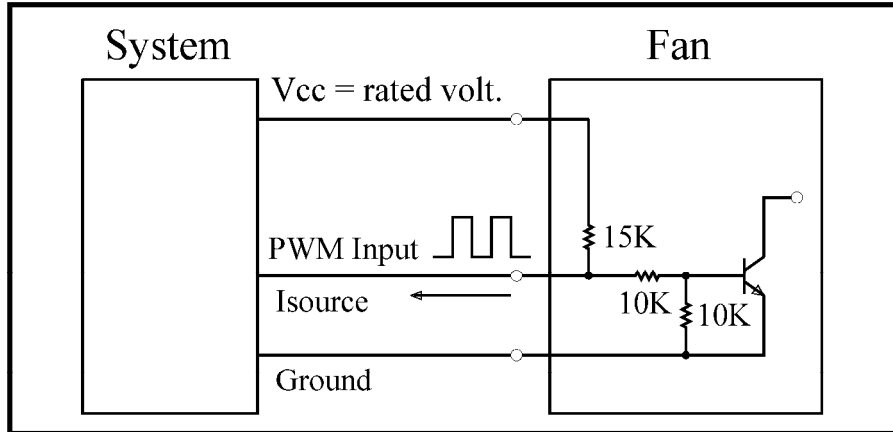 System
Fan
Vcc = rated volt.
15K
PWM Input
Isource
10K
10K
Ground